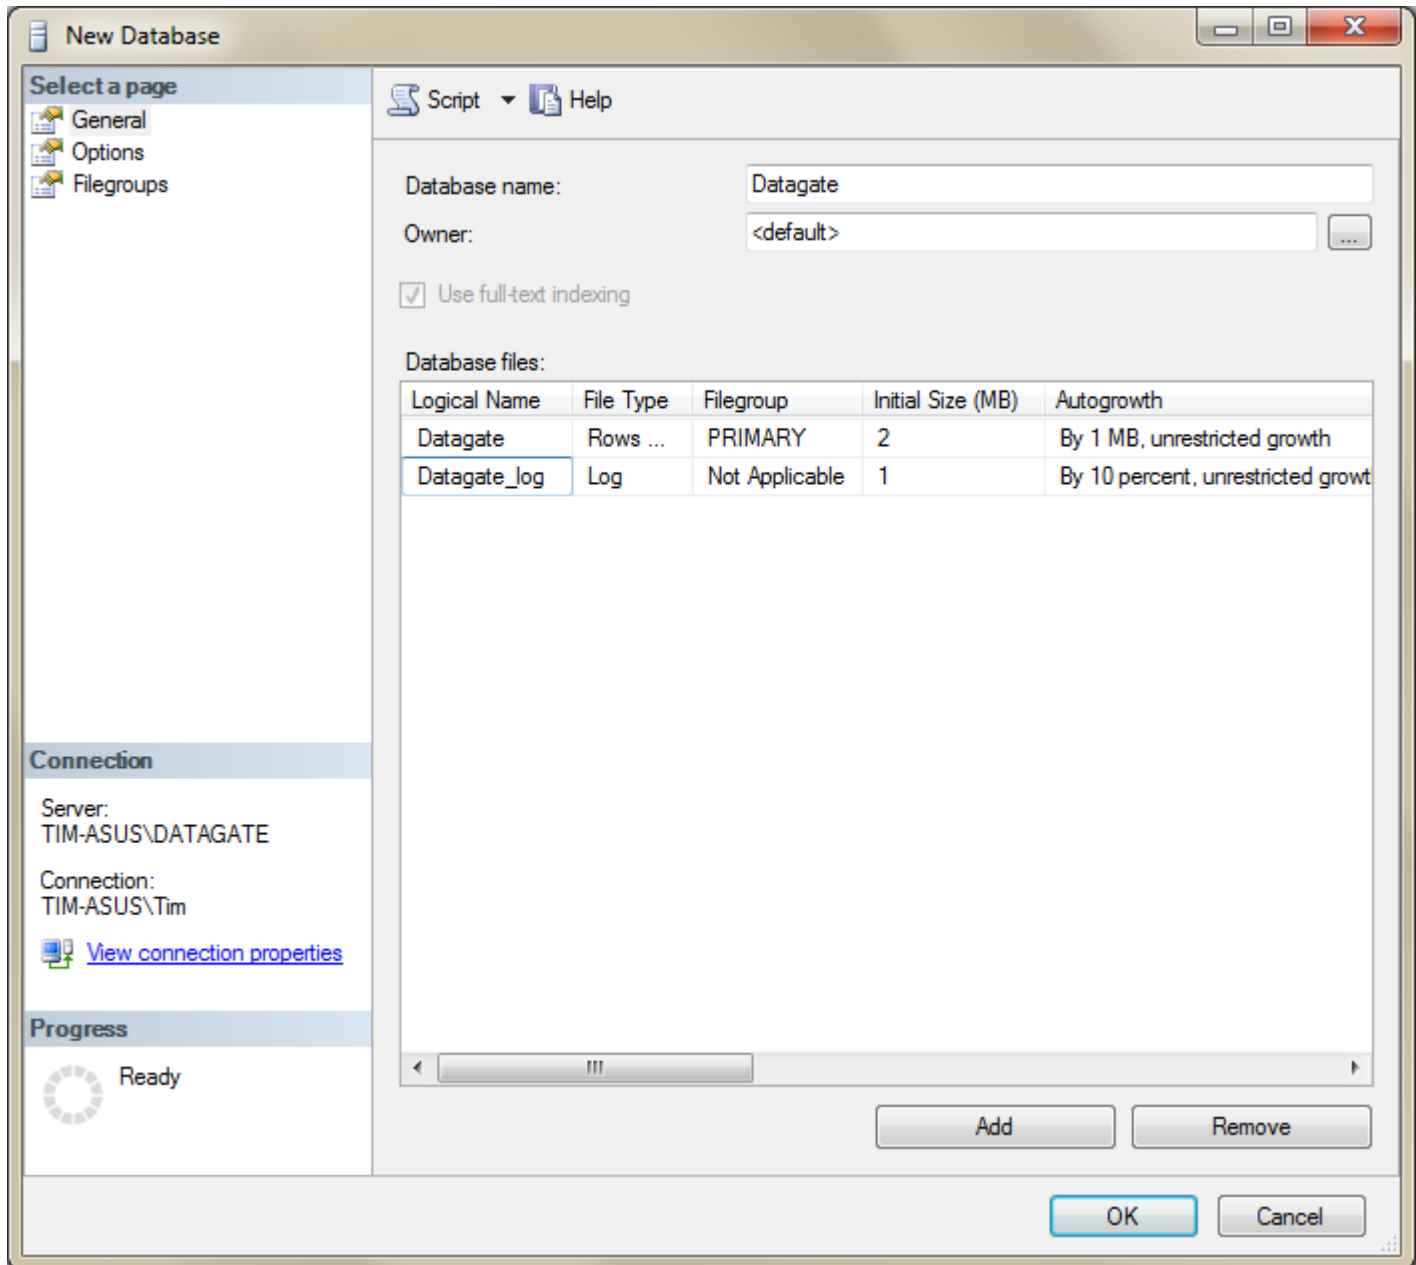 New Database
Select a page
General
Options
Filegroups
Script
Help
Database name:
Datagate
Owner:
<default>
...
Use full-text indexing
Database files:
Logical Name File Type Filegroup Initial Size (MB) Autogrowth
Datagate Rows ... PRIMARY 2 By 1 MB, unrestricted growth
Datagate_log Log Not Applicable 1 By 10 percent, unrestricted growt
Connection
Server:
TIM-ASUS\DATAGATE
Connection:
TIM-ASUS\Tim
View connection properties
Progress
Ready
Add
Remove
OK
Cancel